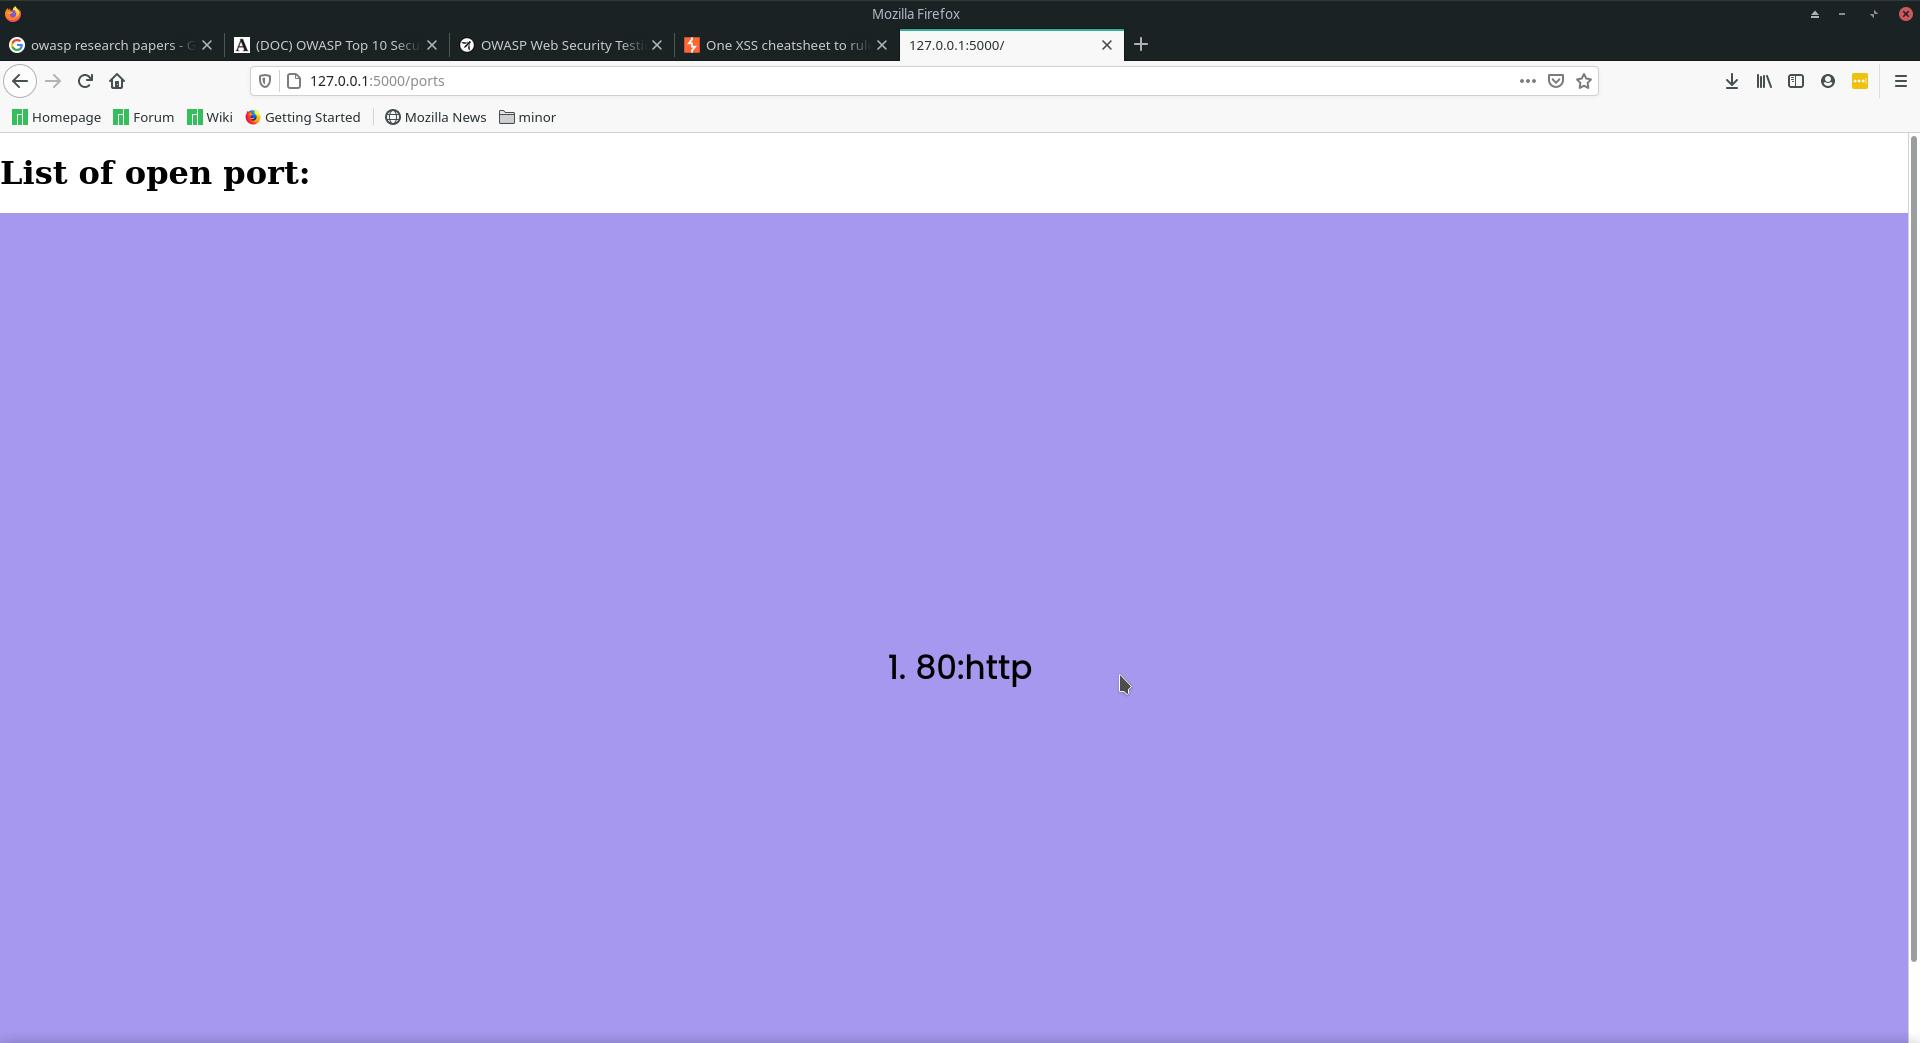 Mozilla Firefox
owasp research papers - G
(DOC) OWASP Top 10 Secu
OWASP Web Security Testi
One XSS cheatsheet to rul
127.0.0.1:5000/
127.0.0.1:5000/ports
Homepage Forum Wiki Getting Started Mozilla News minor
List of open port:
1. 80:http